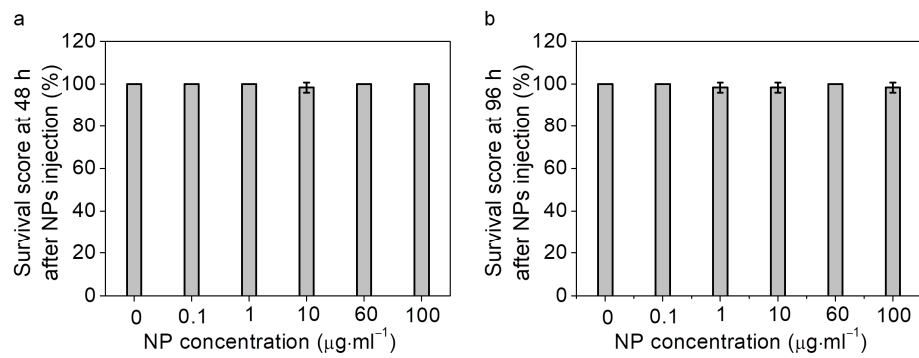 a
Survival score at 48 h
after NPs injection (%)
120
100
80
60
40
20
0
0 0.1 1 10 60 100
NP concentration (μg·ml⁻¹)
b
Survival score at 96 h
after NPs injection (%)
120
100
80
60
40
20
0
0 0.1 1 10 60 100
NP concentration (μg·ml⁻¹)